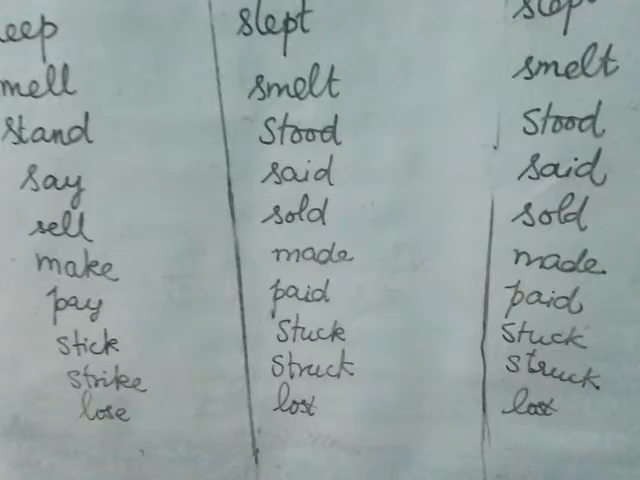 eep slept slep
mell smelt smelt
stand stood stood
say said said
sell sold sold
make made made.
pay paid paid
stick stuck stuck
strike struck struck
lose lost lost